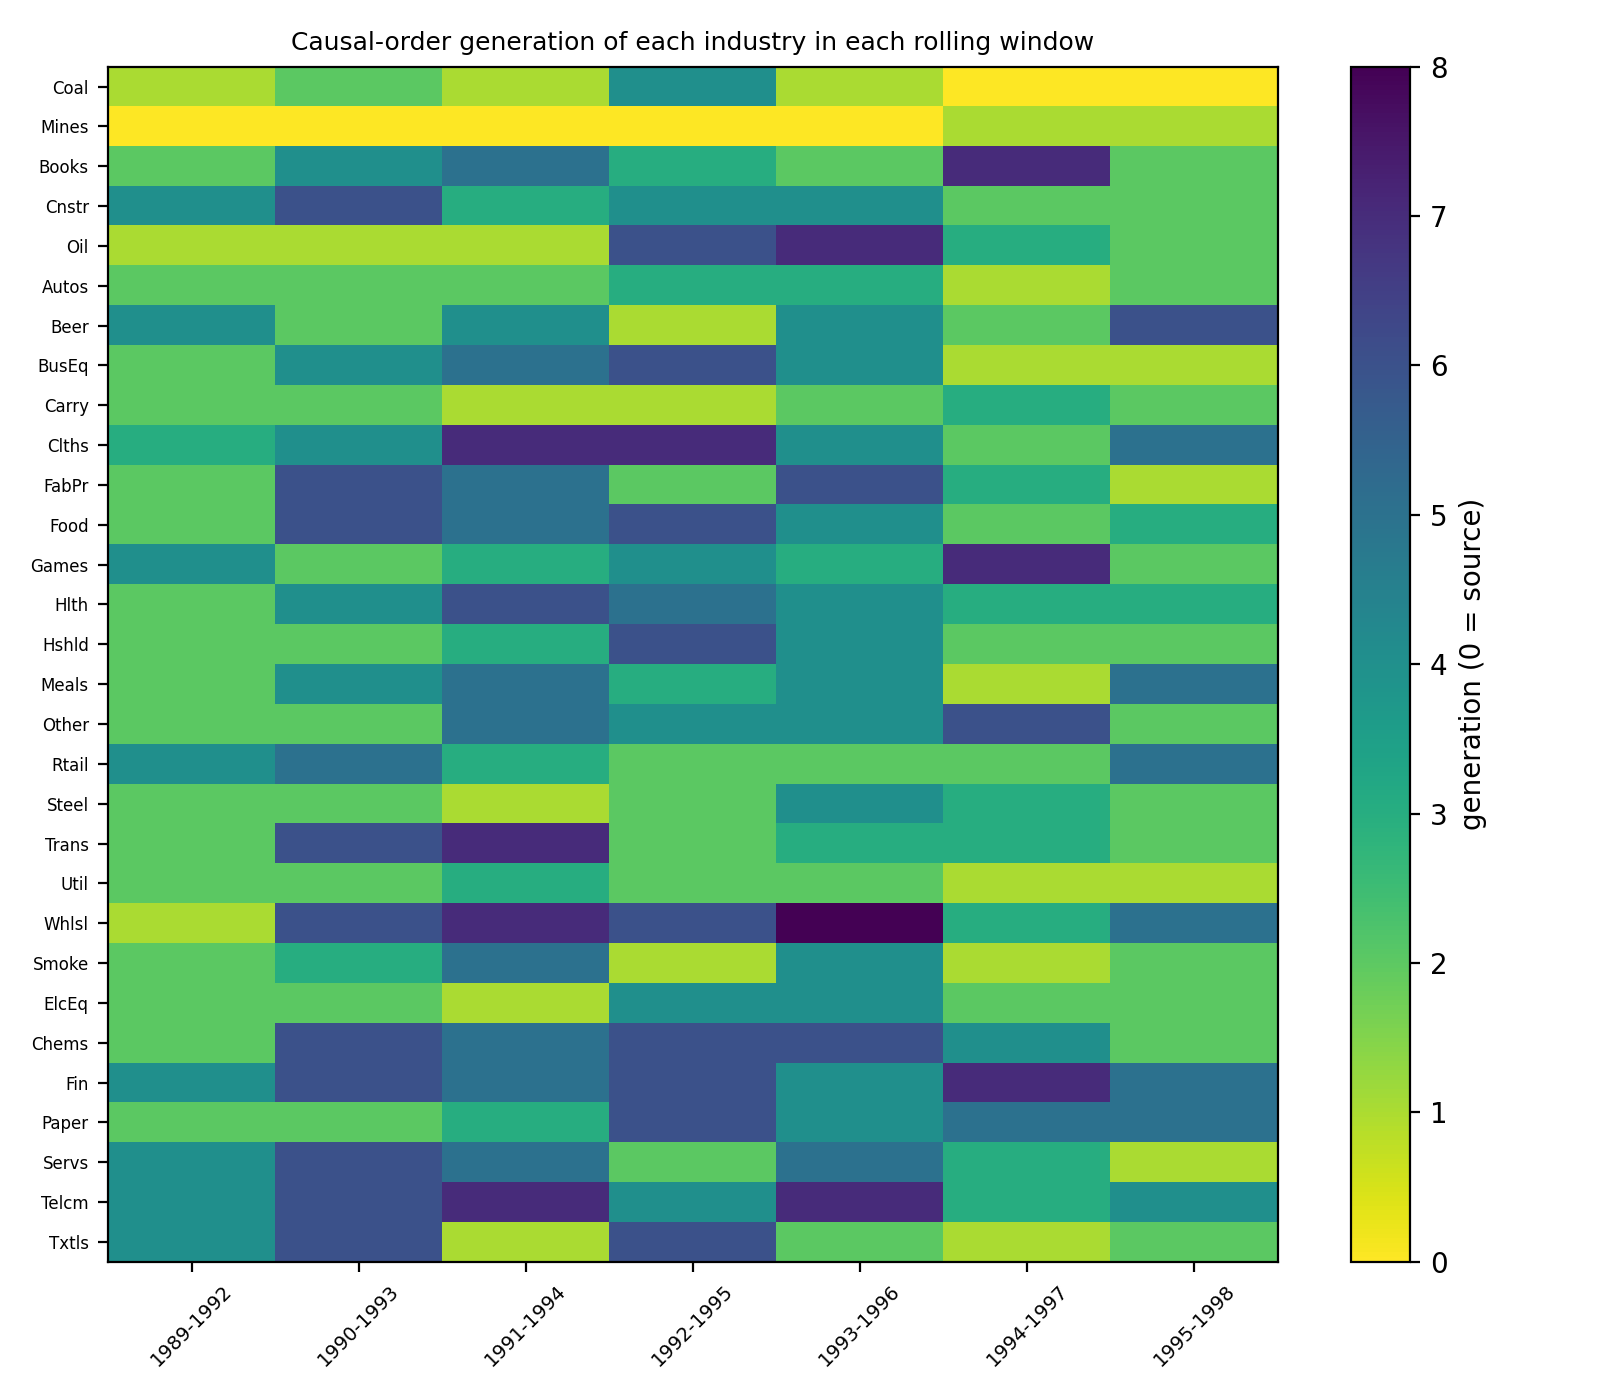 Causal-order generation of each industry in each rolling window
Coal
Mines
Books
Cnstr
Oil
Autos
Beer
BusEq
Carry
Clths
FabPr
Food
Games
Hlth
Hshld
Meals
Other
Rtail
Steel
Trans
Util
Whlsl
Smoke
ElcEq
Chems
Fin
Paper
Servs
Telcm
Txtls
1989-1992
1990-1993
1991-1994
1992-1995
1993-1996
1994-1997
1995-1998
8
7
6
5
4
3
2
1
0
generation (0 = source)